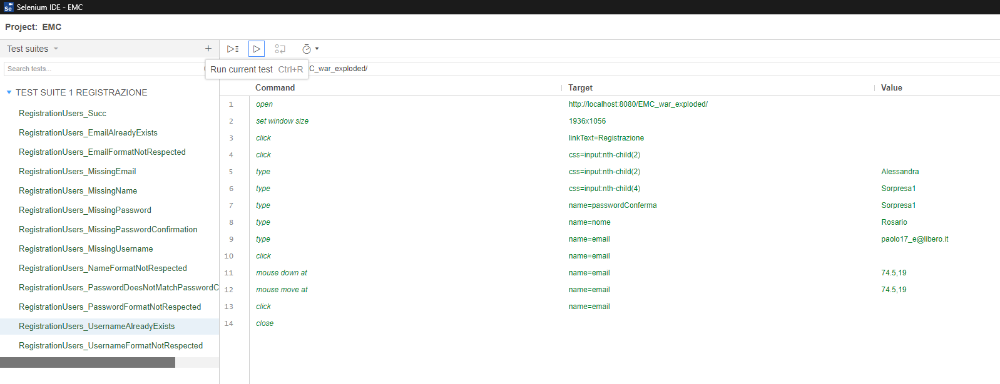 Se Selenium IDE - EMC
Project: EMC
Test suites +
Search tests...
Run current test Ctrl+R C_war_exploded/
TEST SUITE 1 REGISTRAZIONE
RegistrationUsers_Succ
RegistrationUsers_EmailAlreadyExists
RegistrationUsers_EmailFormatNotRespected
RegistrationUsers_MissingEmail
RegistrationUsers_MissingName
RegistrationUsers_MissingPassword
RegistrationUsers_MissingPasswordConfirmation
RegistrationUsers_MissingUsername
RegistrationUsers_NameFormatNotRespected
RegistrationUsers_PasswordDoesNotMatchPasswordC
RegistrationUsers_PasswordFormatNotRespected
RegistrationUsers_UsernameAlreadyExists
RegistrationUsers_UsernameFormatNotRespected
Command Target Value
1 open http://localhost:8080/EMC_war_exploded/
2 set window size 1936x1056
3 click linkText=Registrazione
4 click css=input:nth-child(2)
5 type css=input:nth-child(2) Alessandra
6 type css=input:nth-child(4) Sorpresa1
7 type name=passwordConferma Sorpresa1
8 type name=nome Rosario
9 type name=email paolo17_e@libero.it
10 click name=email
11 mouse down at name=email 74.5,19
12 mouse move at name=email 74.5,19
13 click name=email
14 close